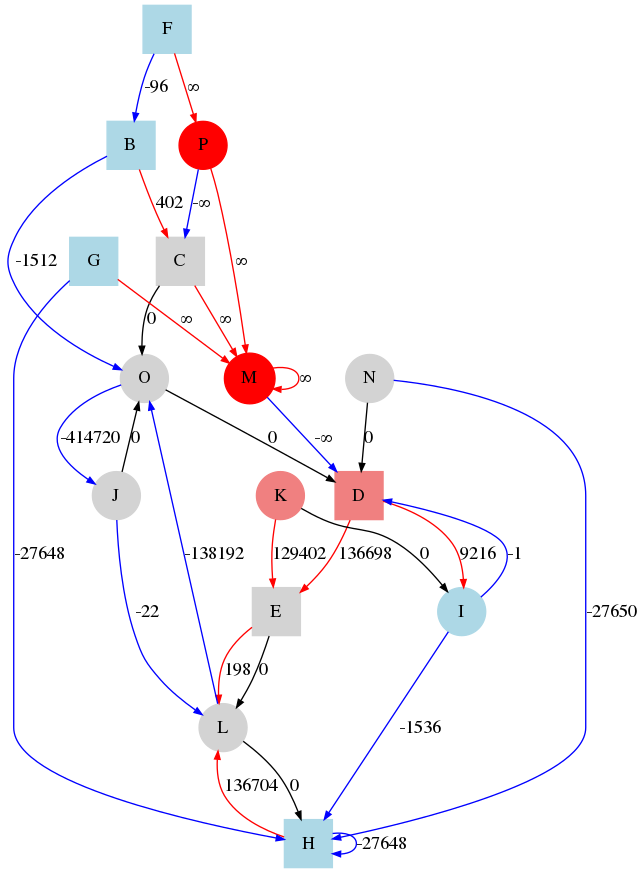 F
-96 ∞
B P
402 -∞
G C
-1512 ∞
0 ∞ ∞
O M ∞ N
-414720 0 0 -∞ 0
J K D
-27648 -138192 129402 136698 0 9216 -1
-22 E I -27650
198 0
L -1536
136704 0
H -27648